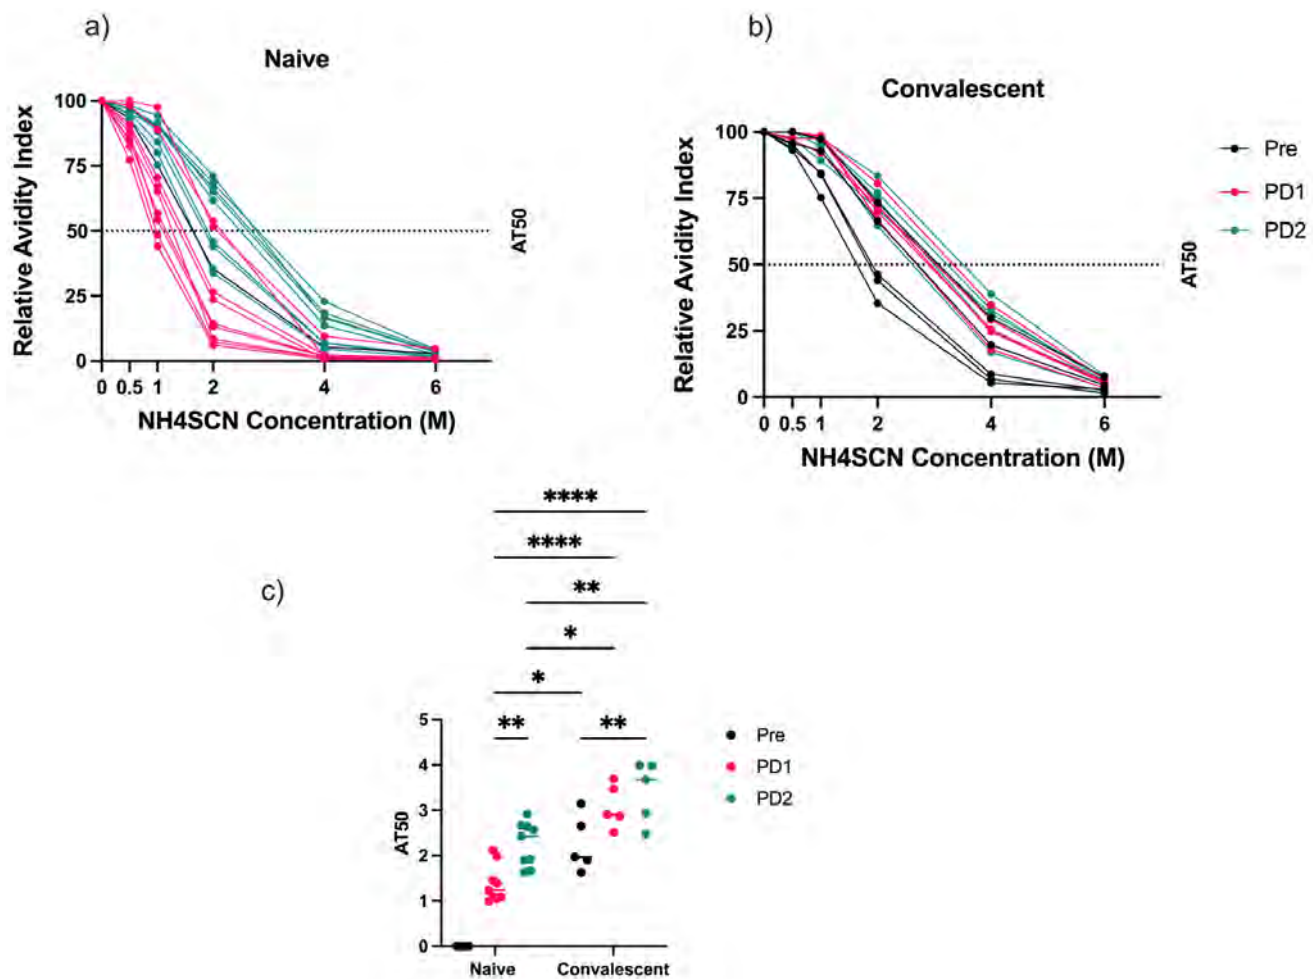 a)
Naive
Relative Avidity Index
100
75
50
25
0
AT50
0 0.5 1 2 4 6
NH4SCN Concentration (M)
b)
Convalescent
Relative Avidity Index
100
75
50
25
0
AT50
0 0.5 1 2 4 6
NH4SCN Concentration (M)
Pre
PD1
PD2
c)
****
****
**
*
*
** **
AT50
5
4
3
2
1
0
Naive Convalescent
Pre
PD1
PD2